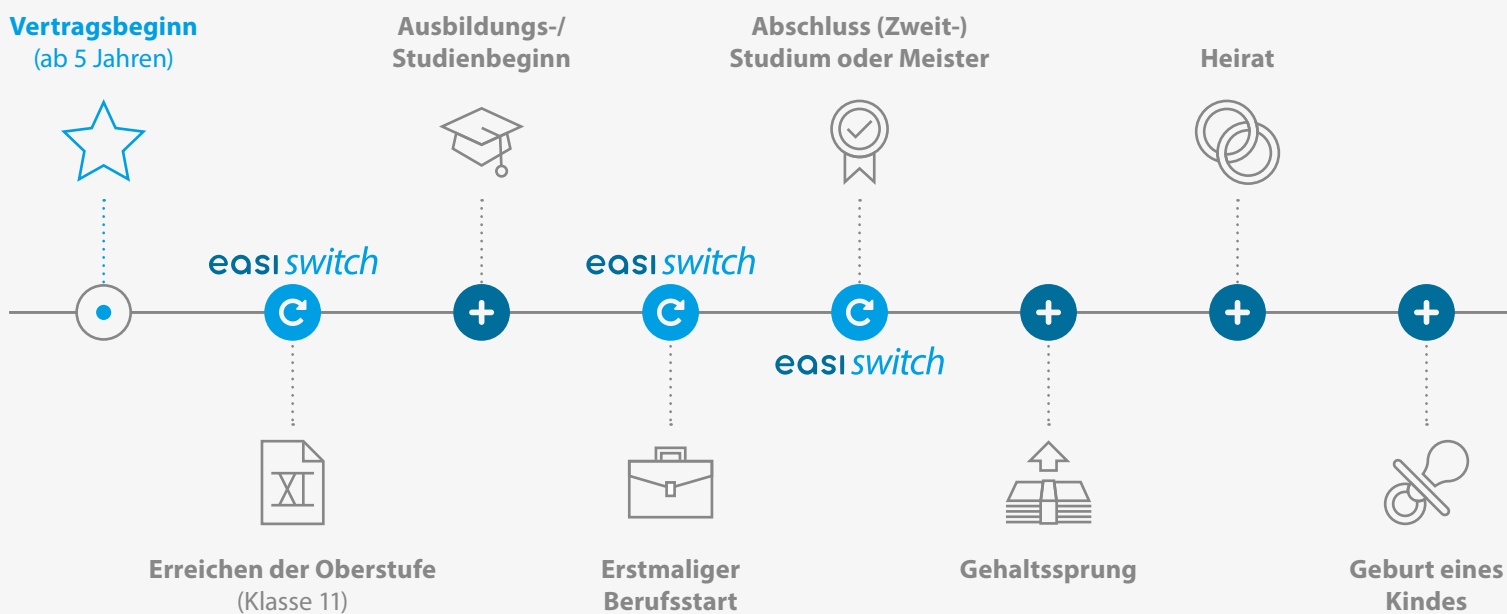 Vertragsbeginn
(ab 5 Jahren)
Ausbildungs-/
Studienbeginn
Abschluss (Zweit-)
Studium oder Meister
Heirat
easi switch
easi switch
easi switch
XI
Erreichen der Oberstufe
(Klasse 11)
Erstmaliger
Berufsstart
Gehaltssprung
Geburt eines
Kindes